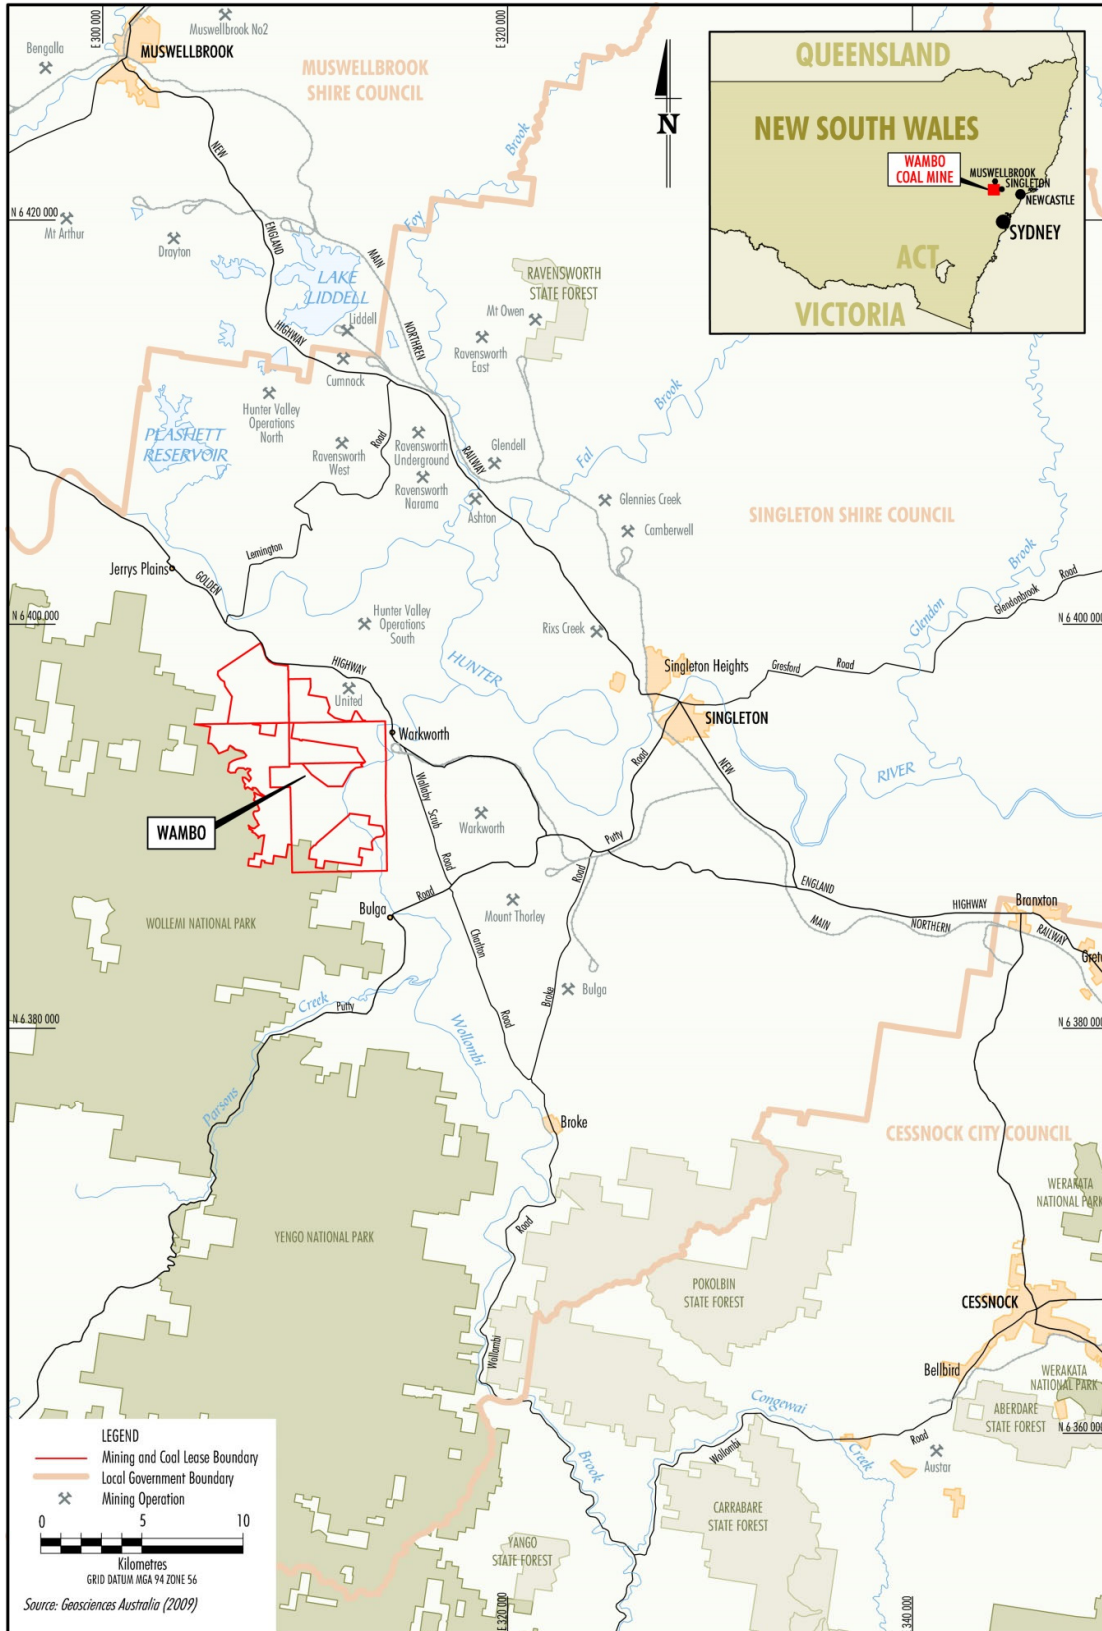 E 300 000
Muswellbrook No2
E 320 000
Bengalla
MUSWELLBROOK
MUSWELLBROOK
SHIRE COUNCIL
N
QUEENSLAND
NEW SOUTH WALES
WAMBO
COAL MINE
MUSWELLBROOK
SINGLETON
NEWCASTLE
SYDNEY
ACT
VICTORIA
NEW
Brook
Foy
N 6 420 000
Mt Arthur
Drayton
ENGLAND
MAIN
LAKE
LIDDELL
RAVENSWORTH
STATE FOREST
Liddell
Mt Owen
HIGHWAY
NORTHREN
Ravensworth
East
Cumnock
Hunter Valley
Operations
North
Brook
PLASHETT
RESERVOIR
Road
Ravensworth
West
Ravensworth
Underground
RAILWAY
Glendell
Fal
Ravensworth
Narama
Ashton
Glennies Creek
Camberwell
SINGLETON SHIRE COUNCIL
Lemington
Jerrys Plains
GOLDEN
Brook
Road
Glendonbrook
Glendon
N 6 400 000
Hunter Valley
Operations
South
Rixs Creek
N 6 400 000
HIGHWAY
HUNTER
Singleton Heights
Gresford
Road
United
SINGLETON
Warkworth
Road
NEW
RIVER
Wallaby
Scrub
Road
WAMBO
Warkworth
Putty
Road
ENGLAND
Road
Bulga
Mount Thorley
HIGHWAY
Branxton
WOLLEMI NATIONAL PARK
MAIN
NORTHERN
RAILWAY
Gret
Charlton
Road
Broke
Bulga
Creek
Putty
N 6 380 000
N 6 380 000
Wollombi
Parsons
Broke
CESSNOCK CITY COUNCIL
WERAKATA
NATIONAL PARK
Road
YENGO NATIONAL PARK
POKOLBIN
STATE FOREST
CESSNOCK
Wollombi
Bellbird
WERAKATA
NATIONAL PARK
Congewai
ABERDARE
STATE FOREST
N 6 360 000
Road
Wollombi
Creek
Austar
Brook
CARRABARE
STATE FOREST
YANGO
STATE FOREST
E 320 000
340 000
LEGEND
Mining and Coal Lease Boundary
Local Government Boundary
Mining Operation
0 5 10
Kilometres
GRID DATUM MGA 94 ZONE 56
Source: Geosciences Australia (2009)